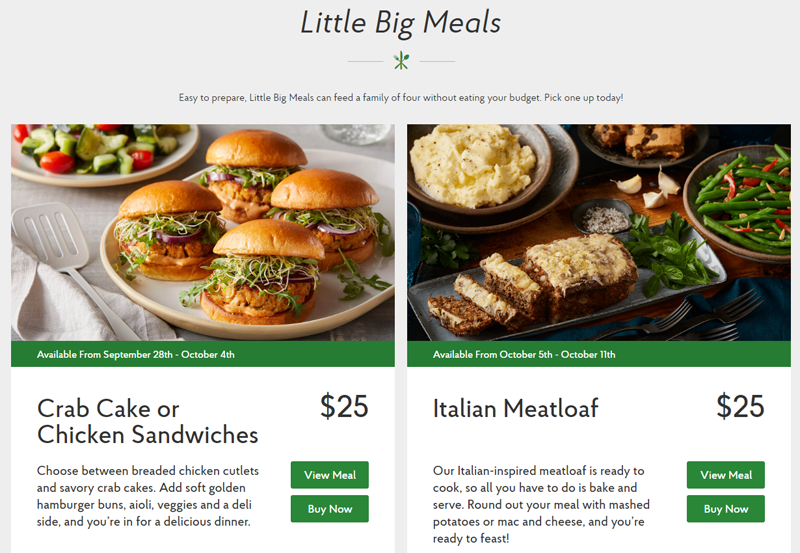 Little Big Meals
Easy to prepare, Little Big Meals can feed a family of four without eating your budget. Pick one up today!
Available From September 28th - October 4th
Crab Cake or
Chicken Sandwiches
$25
Choose between breaded chicken cutlets
and savory crab cakes. Add soft golden
hamburger buns, aioli, veggies and a deli
side, and you're in for a delicious dinner.
View Meal
Buy Now
Available From October 5th - October 11th
Italian Meatloaf
$25
Our Italian-inspired meatloaf is ready to
cook, so all you have to do is bake and
serve. Round out your meal with mashed
potatoes or mac and cheese, and you're
ready to feast!
View Meal
Buy Now